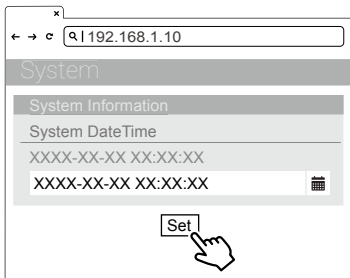 192.168.1.10
System
System Information
System DateTime
XXXX-XX-XX XX:XX:XX
XXXX-XX-XX XX:XX:XX
Set